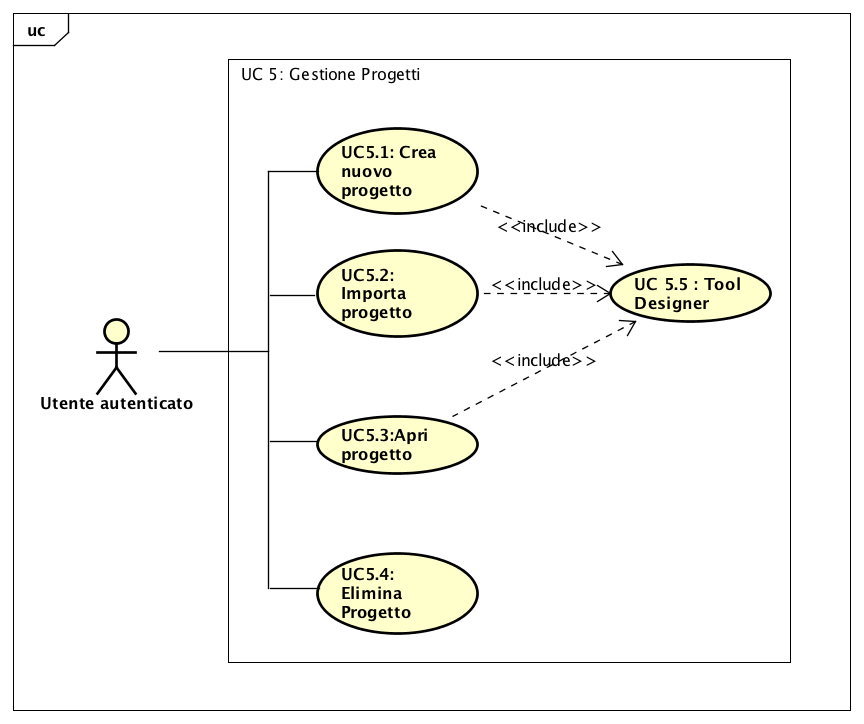 uc
UC 5: Gestione Progetti
UC5.1: Crea
nuovo
progetto
<<include>>
UC5.2:
Importa
progetto
<<include>>
UC 5.5 : Tool
Designer
<<include>>
Utente autenticato
UC5.3:Apri
progetto
UC5.4:
Elimina
Progetto